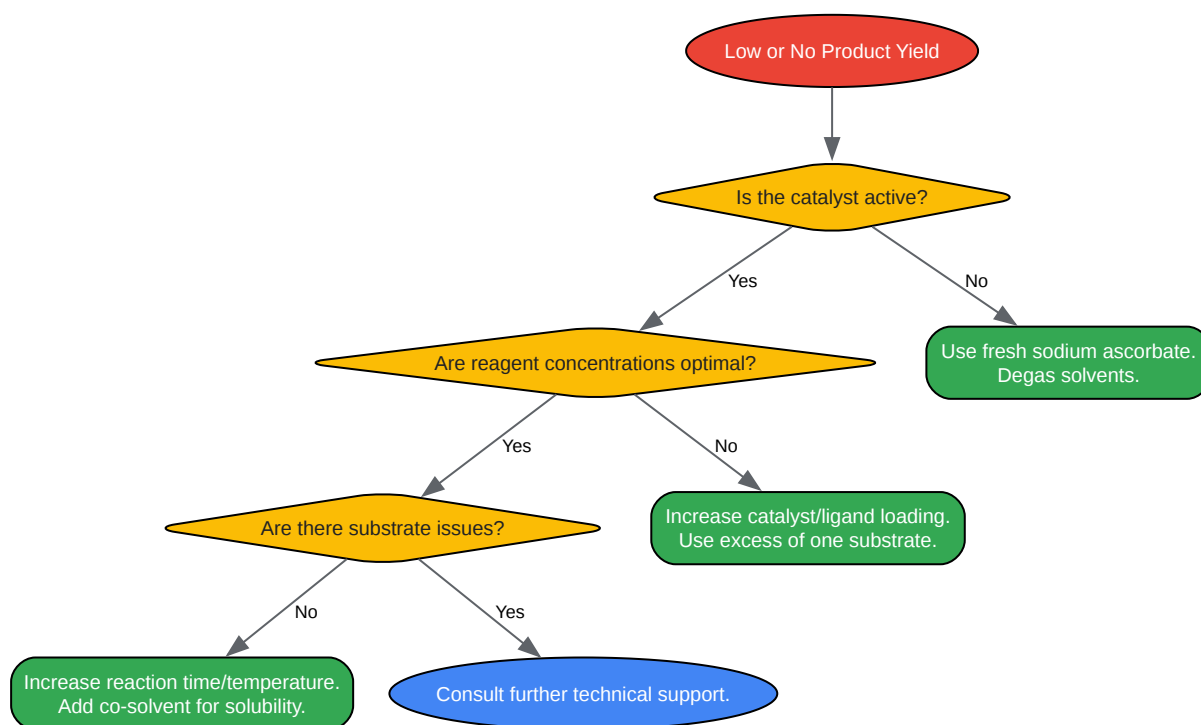 Low or No Product Yield
Is the catalyst active?
Yes
No
Are reagent concentrations optimal?
Use fresh sodium ascorbate.
Degas solvents.
Yes
No
Are there substrate issues?
Increase catalyst/ligand loading.
Use excess of one substrate.
No
Yes
Increase reaction time/temperature.
Add co-solvent for solubility.
Consult further technical support.